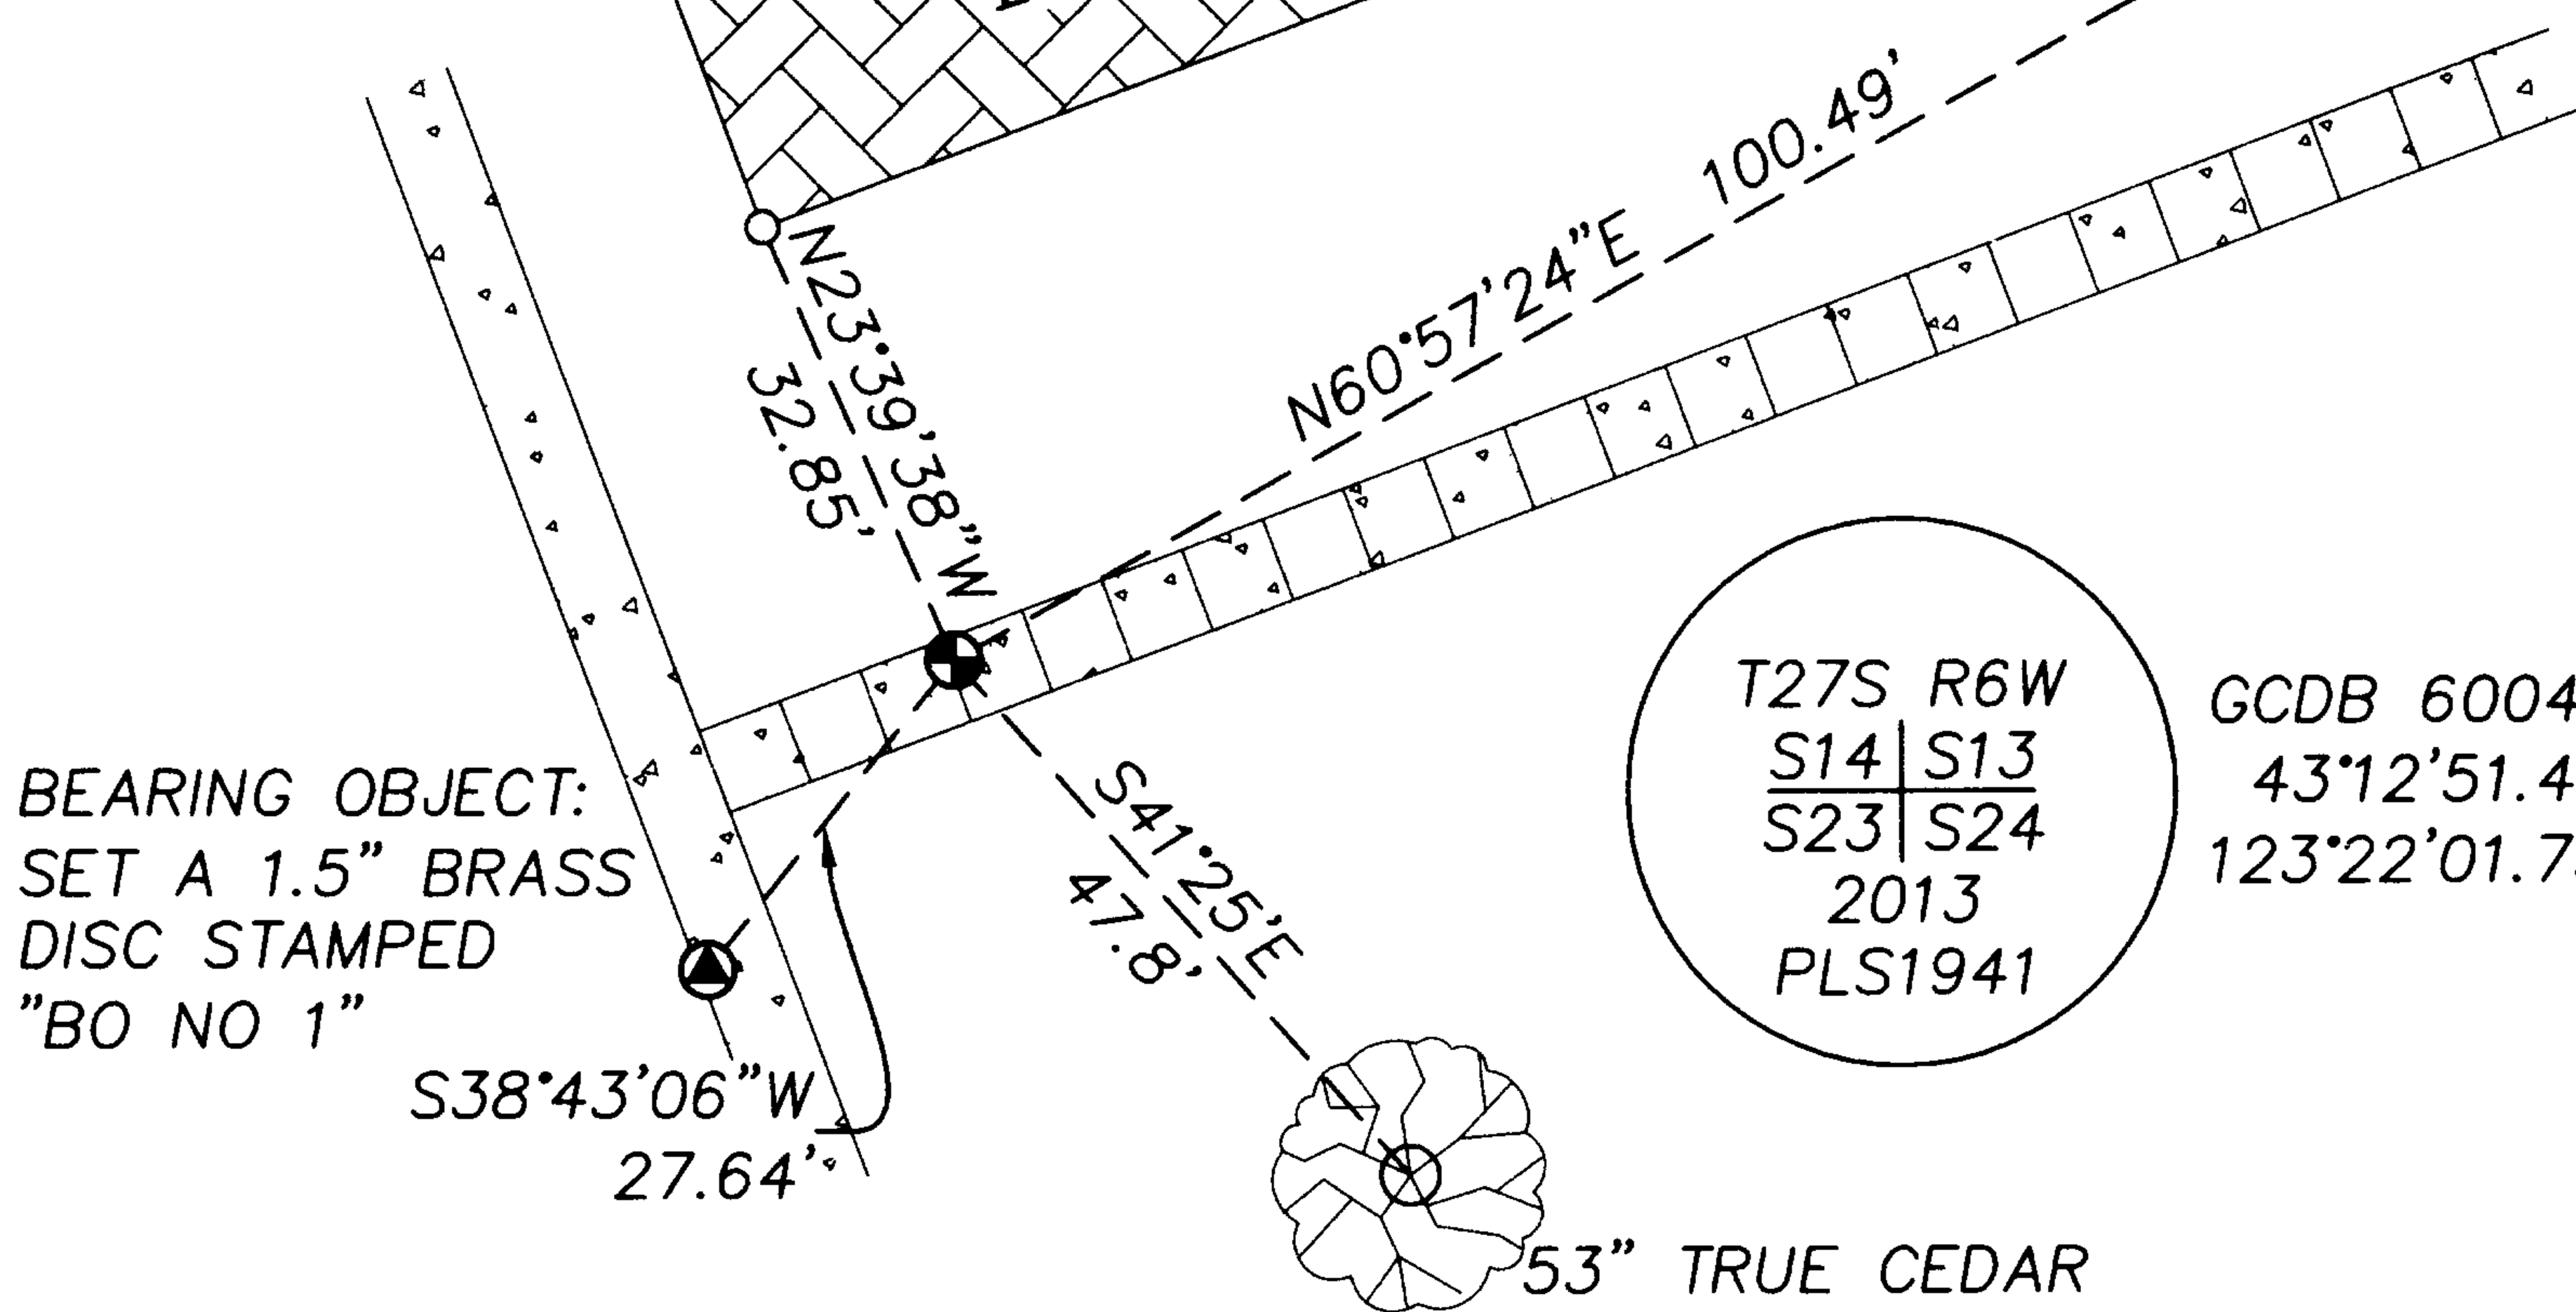 100.49'
N60°57'24"E
N23°39'38"W
32.85'
T27S R6W
S14 S13
S23 S24
2013
PLS1941
GCDB 6004
43°12'51.4
123°22'01.7
BEARING OBJECT:
SET A 1.5" BRASS
DISC STAMPED
"BO NO 1"
S41°25'E
47.8'
S38°43'06"W
27.64'
53" TRUE CEDAR